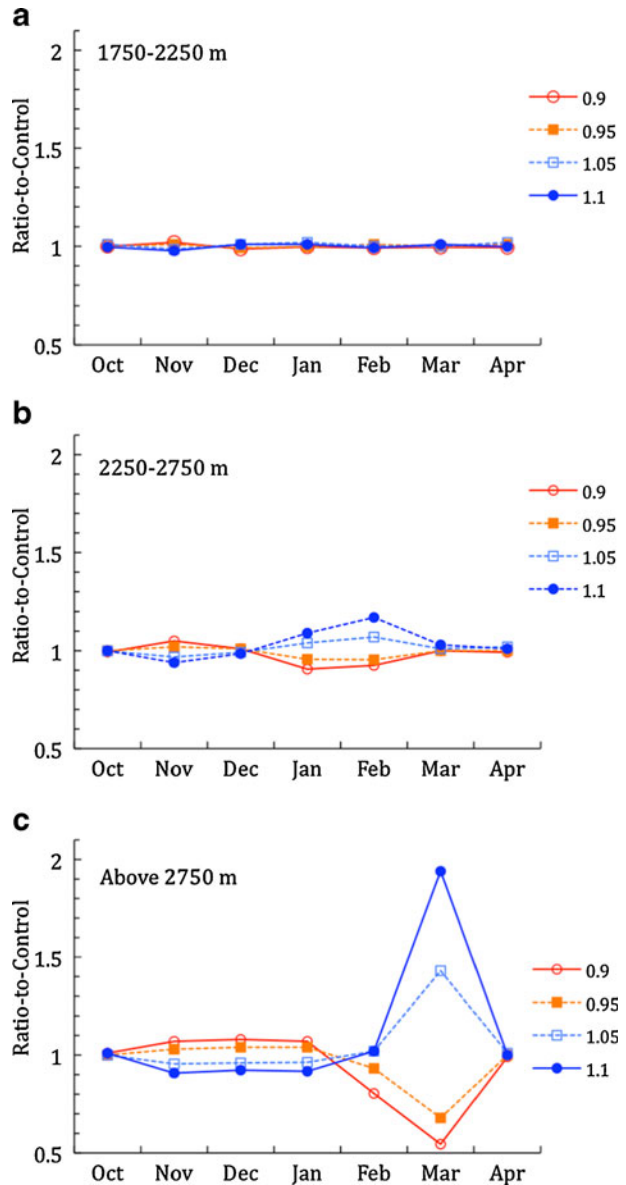 a
2
1750-2250 m
0.9
0.95
1.5
1.05
1.1
Ratio-to-Control
1
0.5
Oct Nov Dec Jan Feb Mar Apr
b
2
2250-2750 m
0.9
0.95
1.5
1.05
1.1
Ratio-to-Control
1
0.5
Oct Nov Dec Jan Feb Mar Apr
c
2
Above 2750 m
1.5
0.9
0.95
1.05
1.1
Ratio-to-Control
1
0.5
Oct Nov Dec Jan Feb Mar Apr